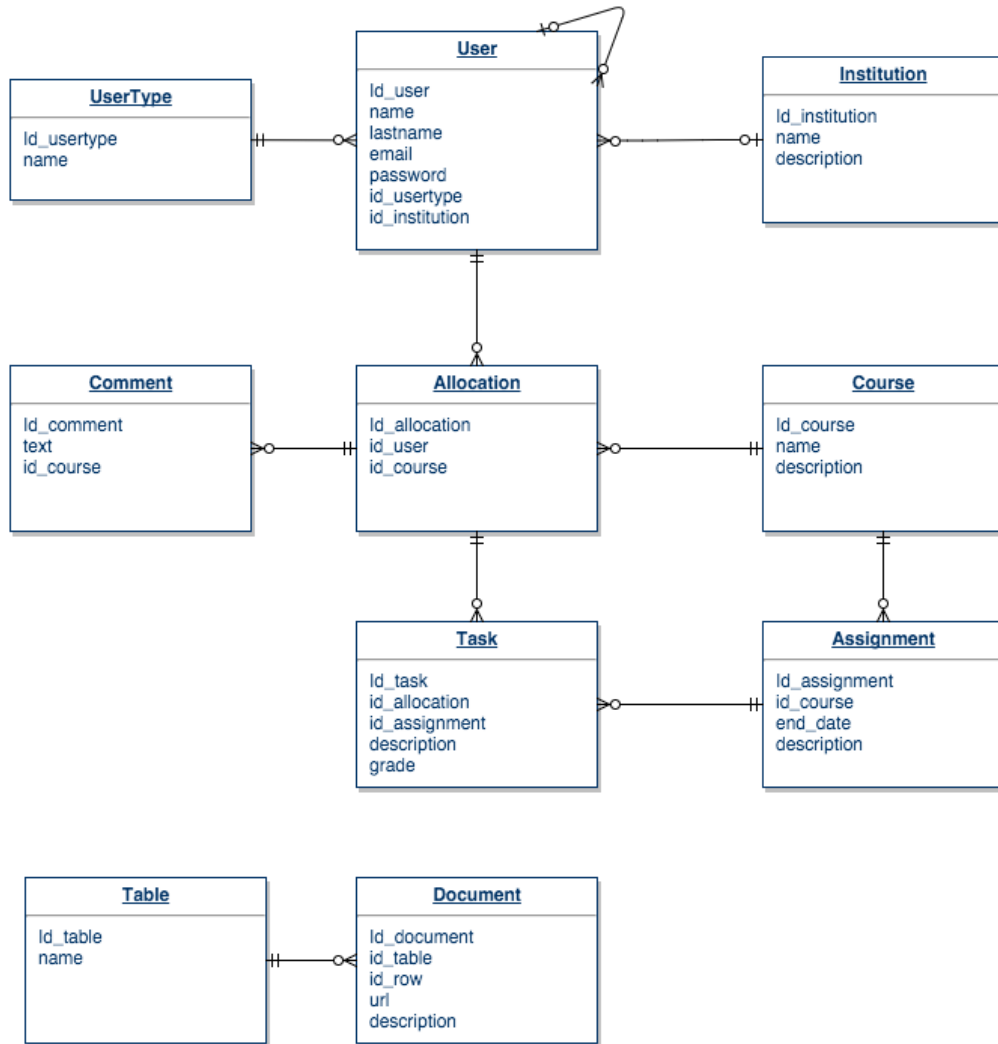 User
Id_user
name
lastname
email
password
id_usertype
id_institution
UserType
Id_usertype
name
Institution
Id_institution
name
description
Comment
Id_comment
text
id_course
Allocation
Id_allocation
id_user
id_course
Course
Id_course
name
description
Task
Id_task
id_allocation
id_assignment
description
grade
Assignment
Id_assignment
id_course
end_date
description
Table
Id_table
name
Document
Id_document
id_table
id_row
url
description